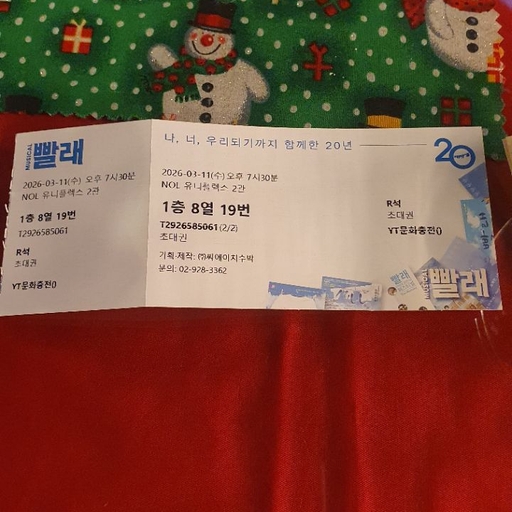 MUSICAL 빨래
2026-03-11(수) 오후 7시30분
NOL 유니플렉스 2관
1층 8열 19번
T2926585061
R석
초대권
YT문화충전()
나, 너, 우리되기까지 함께한 20년
20
2026-03-11(수) 오후 7시30분
NOL 유니플렉스 2관
1층 8열 19번
T2926585061(2/2)
초대권
기획·제작: ㈜씨에이치수박
문의: 02-928-3362
R석
초대권
YT문화충전()
빨래